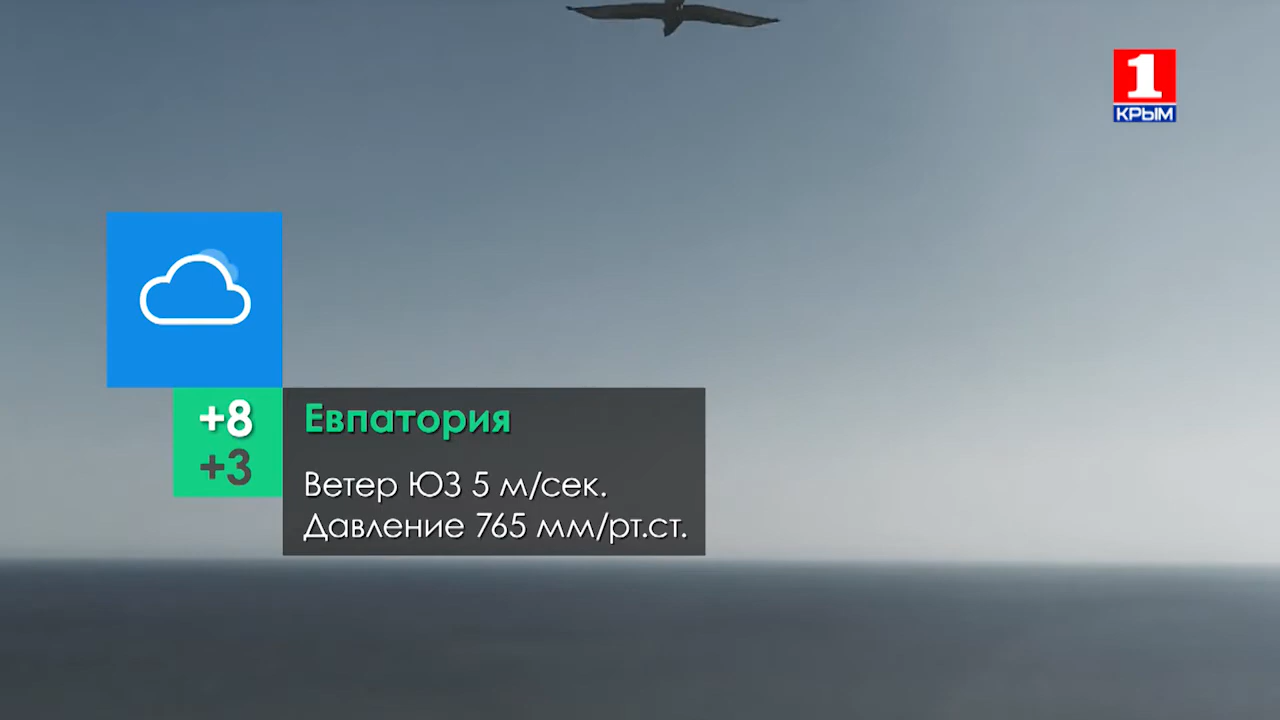 1
КРЫМ
+8
+3
Евпатория
Ветер ЮЗ 5 м/сек.
Давление 765 мм/рт.ст.